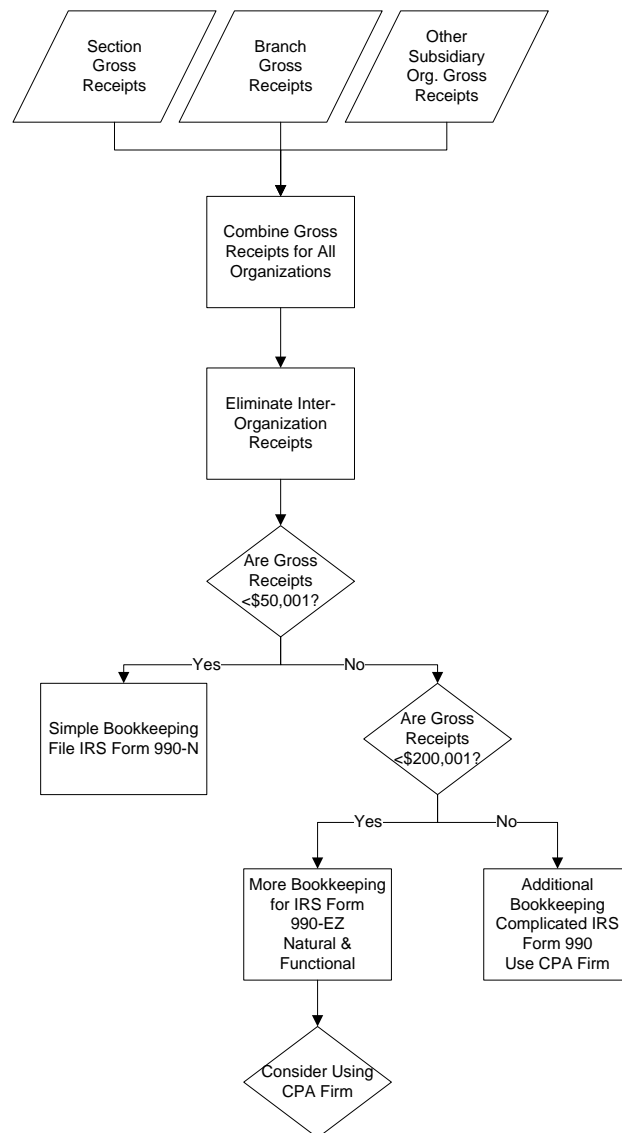 Section
Gross
Receipts
Branch
Gross
Receipts
Other
Subsidiary
Org. Gross
Receipts
Combine Gross
Receipts for All
Organizations
Eliminate Inter-
Organization
Receipts
Are Gross
Receipts
<$50,001?
Yes
No
Simple Bookkeeping
File IRS Form 990-N
Are Gross
Receipts
<$200,001?
Yes
No
More Bookkeeping
for IRS Form
990-EZ
Natural &
Functional
Additional
Bookkeeping
Complicated IRS
Form 990
Use CPA Firm
Consider Using
CPA Firm